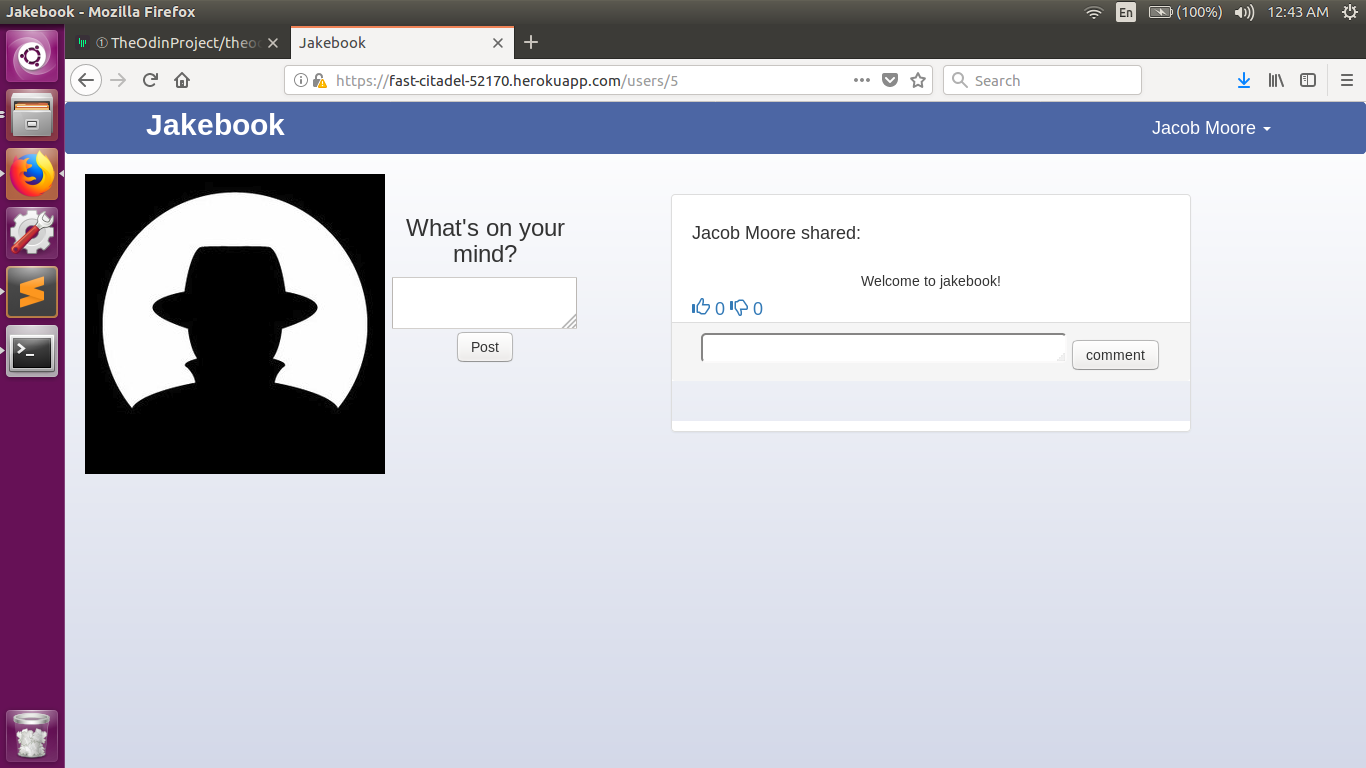 Jakebook - Mozilla Firefox
En
(100%)
12:43 AM
TheOdinProject/theo
Jakebook
https://fast-citadel-52170.herokuapp.com/users/5
Search
Jakebook
Jacob Moore
What's on your
mind?
Post
Jacob Moore shared:
Welcome to jakebook!
0 0
comment